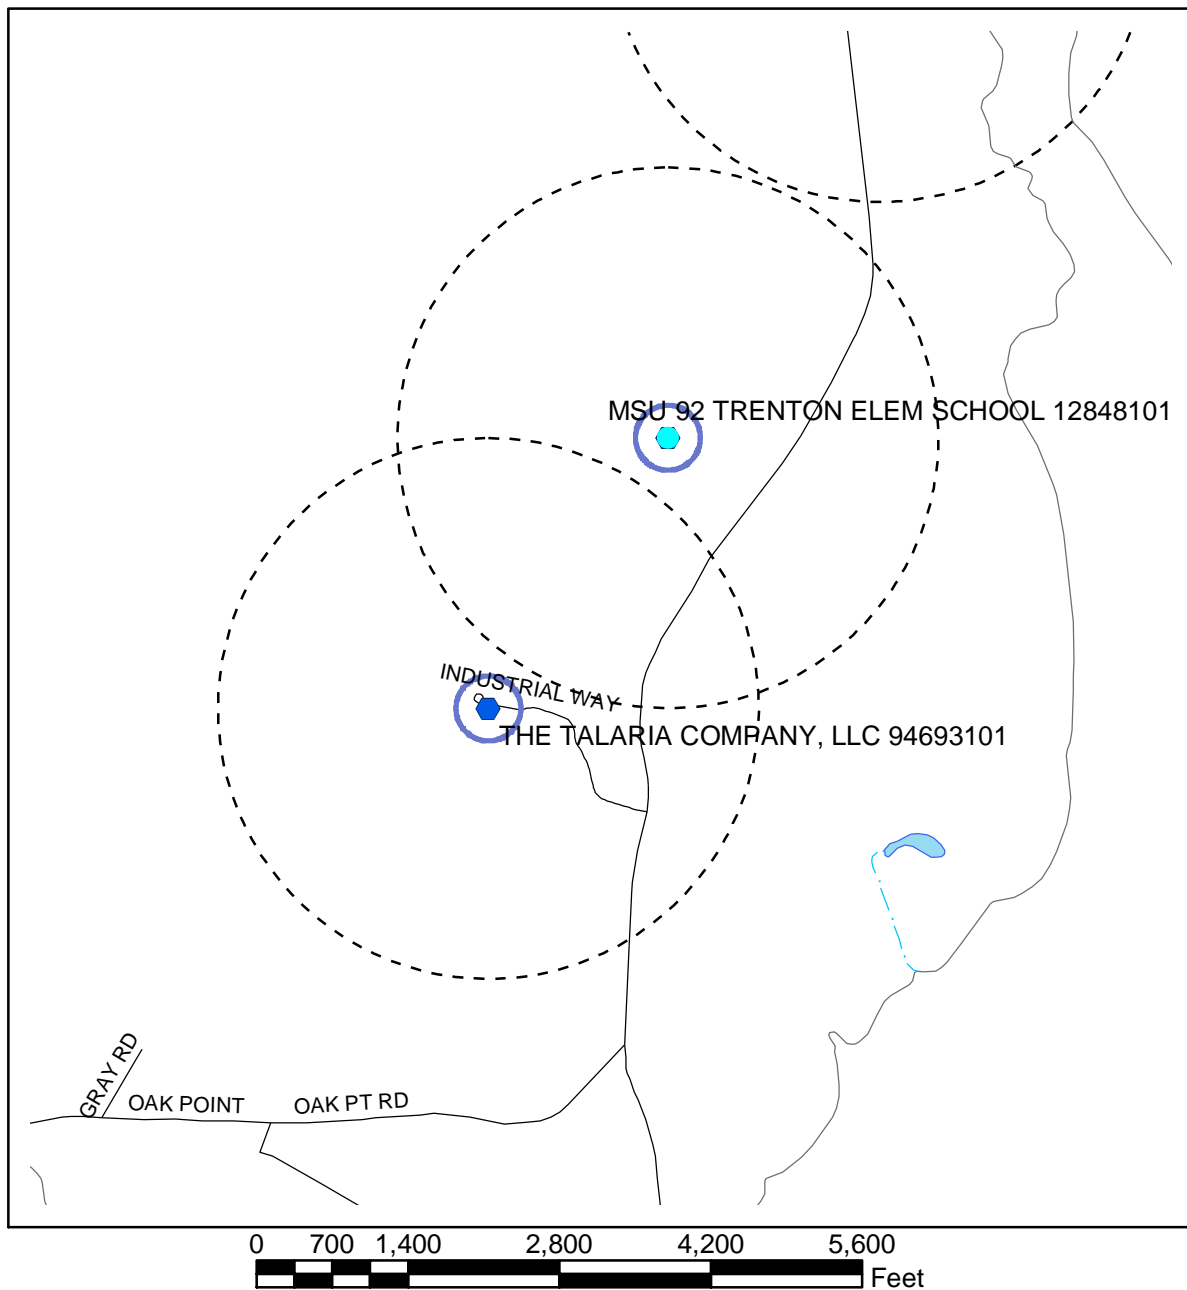 MSU 92 TRENTON ELEM SCHOOL 12848101
INDUSTRIAL WAY
THE TALARIA COMPANY, LLC 94693101
GRAY RD
OAK POINT
OAK PT RD
0 700 1,400 2,800 4,200 5,600
Feet